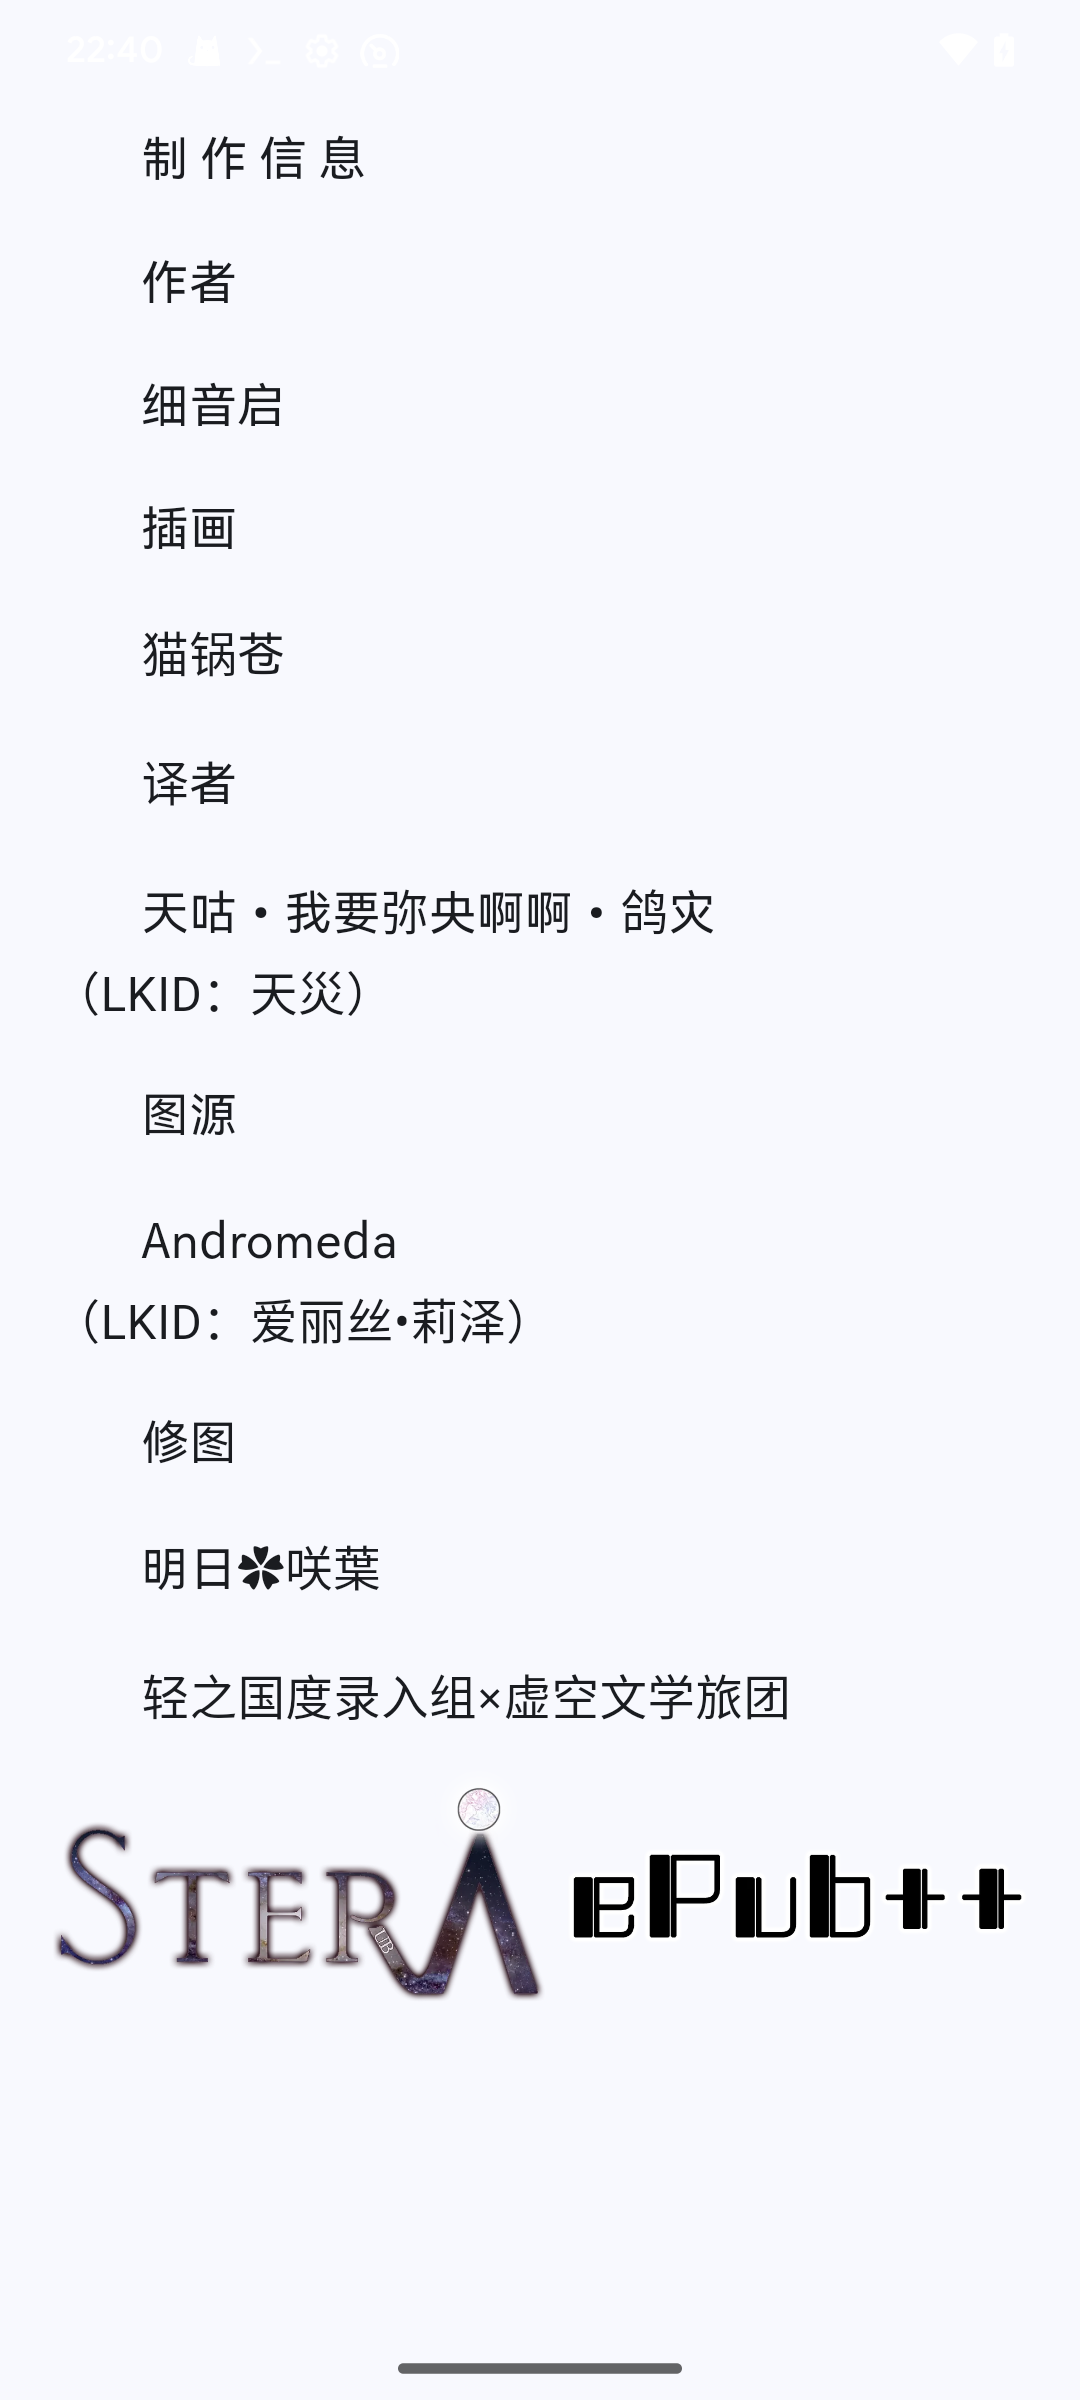 22:40
制 作 信 息
作者
细音启
插画
猫锅苍
译者
天咕・我要弥央啊啊・鸽灾
（LKID：天災）
图源
Andromeda
（LKID：爱丽丝•莉泽）
修图
明日✿咲葉
轻之国度录入组×虚空文学旅团
STERA ePub++
UB